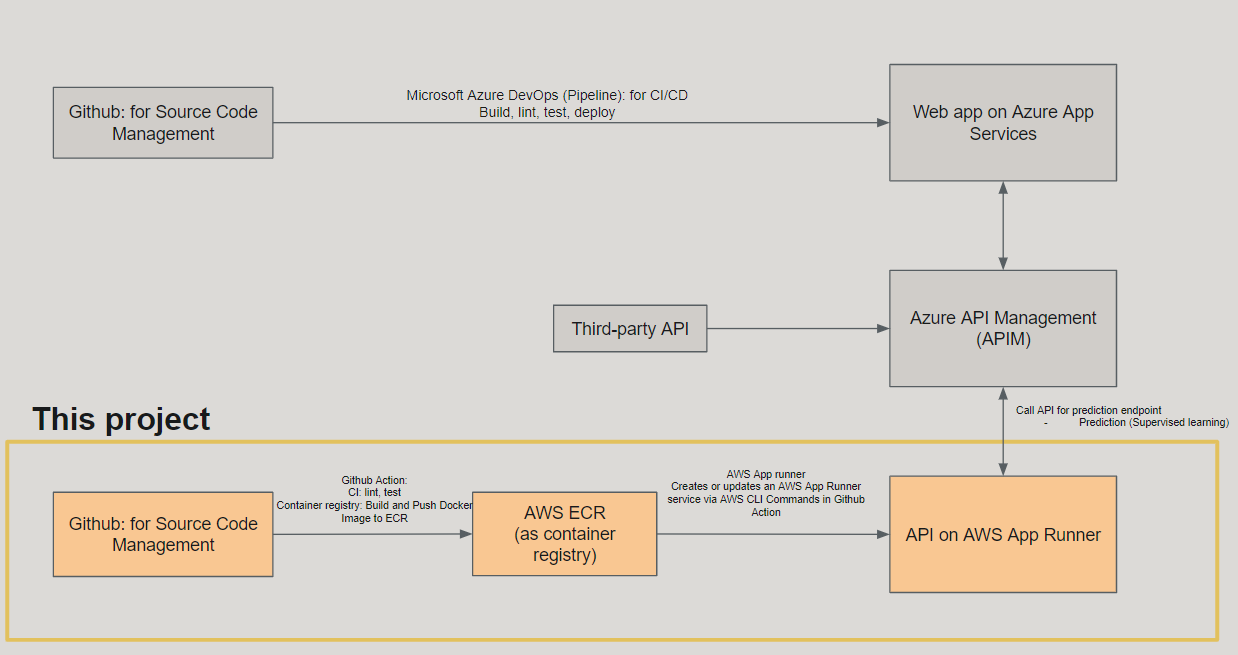 Github: for Source Code
Management
Microsoft Azure DevOps (Pipeline): for CI/CD
Build, lint, test, deploy
Web app on Azure App
Services
Third-party API
Azure API Management
(APIM)
Call API for prediction endpoint
- Prediction (Supervised learning)
This project
Github: for Source Code
Management
Github Action:
CI: lint, test
Container registry: Build and Push Docker
Image to ECR
AWS ECR
(as container
registry)
AWS App runner
Creates or updates an AWS App Runner
service via AWS CLI Commands in Github
Action
API on AWS App Runner